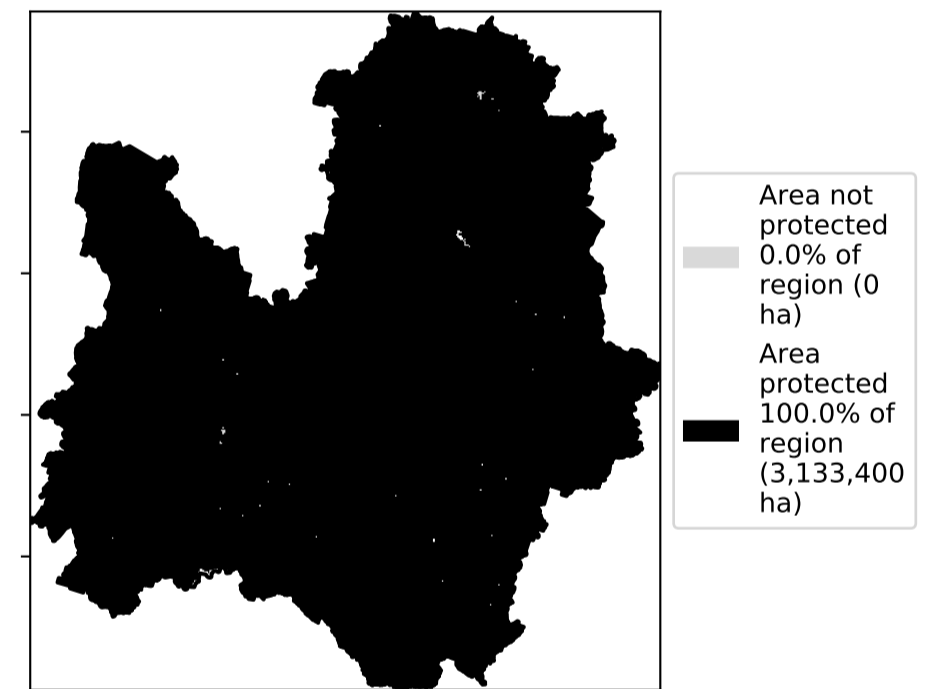 Area not
protected
0.0% of
region (0
ha)
Area
protected
100.0% of
region
(3,133,400
ha)